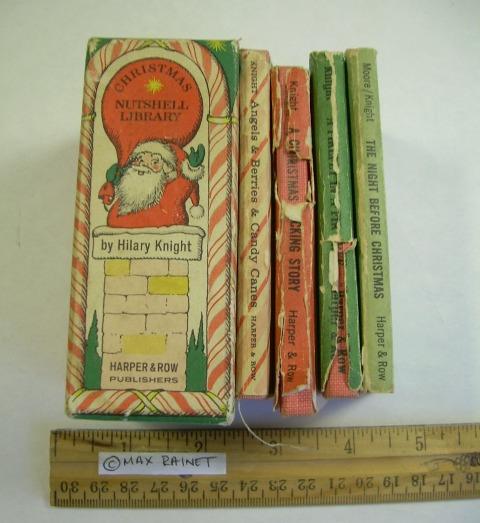 CHRISTMAS
NUTSHELL
LIBRARY
by Hilary Knight
HARPER & ROW
PUBLISHERS
KNIGHT Angels & Berries & Candy Canes HARPER & ROW
Knight A CHRISTMAS CKING STORY Harper & Row
A Harper & Row
Moore/Knight THE NIGHT BEFORE CHRISTMAS Harper & Row
1 2 3 4 5
© MAX RAINET
30 29 28 27 26 25 24 23 22 21 20 19 18 17 16